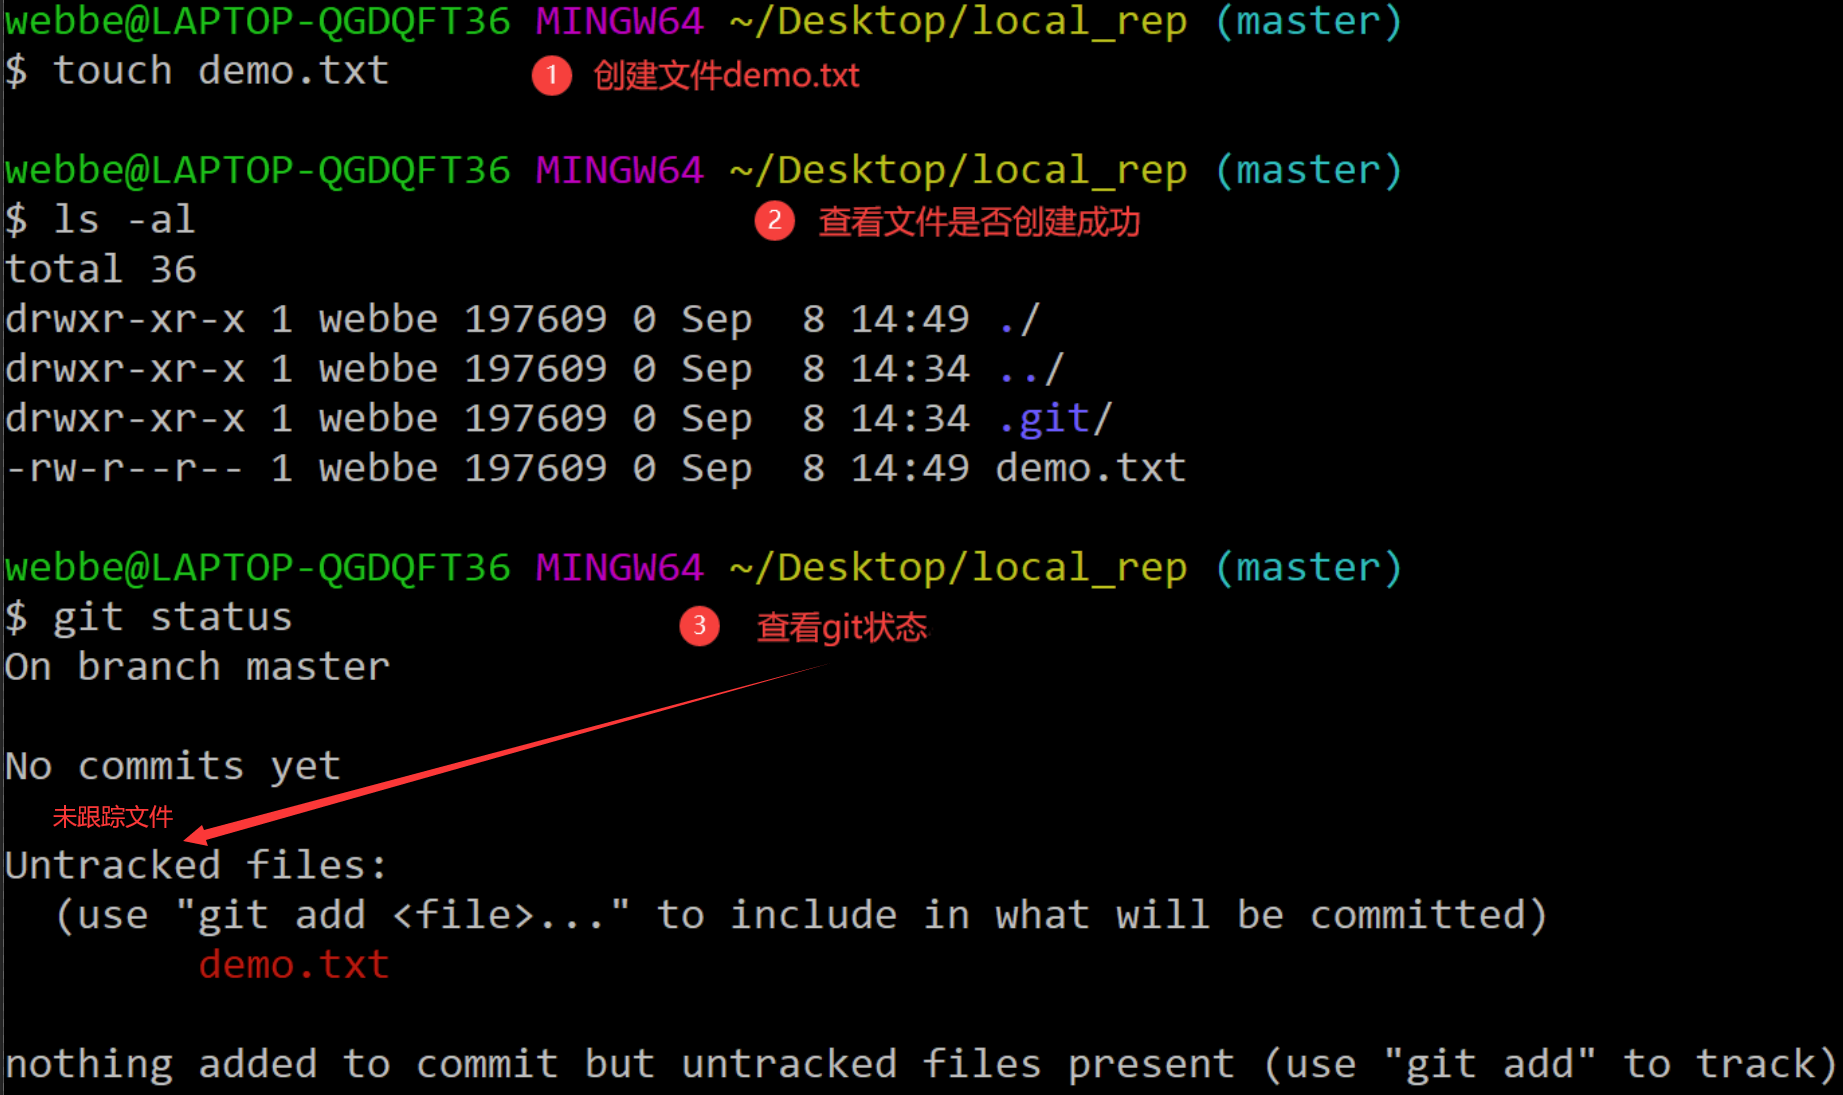 webbe@LAPTOP-QGDQFT36 MINGW64 ~/Desktop/local_rep (master)
$ touch demo.txt 1 创建文件demo.txt
webbe@LAPTOP-QGDQFT36 MINGW64 ~/Desktop/local_rep (master)
$ ls -al 2 查看文件是否创建成功
total 36
drwxr-xr-x 1 webbe 197609 0 Sep  8 14:49 ./
drwxr-xr-x 1 webbe 197609 0 Sep  8 14:34 ../
drwxr-xr-x 1 webbe 197609 0 Sep  8 14:34 .git/
-rw-r--r-- 1 webbe 197609 0 Sep  8 14:49 demo.txt
webbe@LAPTOP-QGDQFT36 MINGW64 ~/Desktop/local_rep (master)
$ git status 3 查看git状态
On branch master
No commits yet
未跟踪文件
Untracked files:
  (use "git add <file>..." to include in what will be committed)
        demo.txt
nothing added to commit but untracked files present (use "git add" to track)